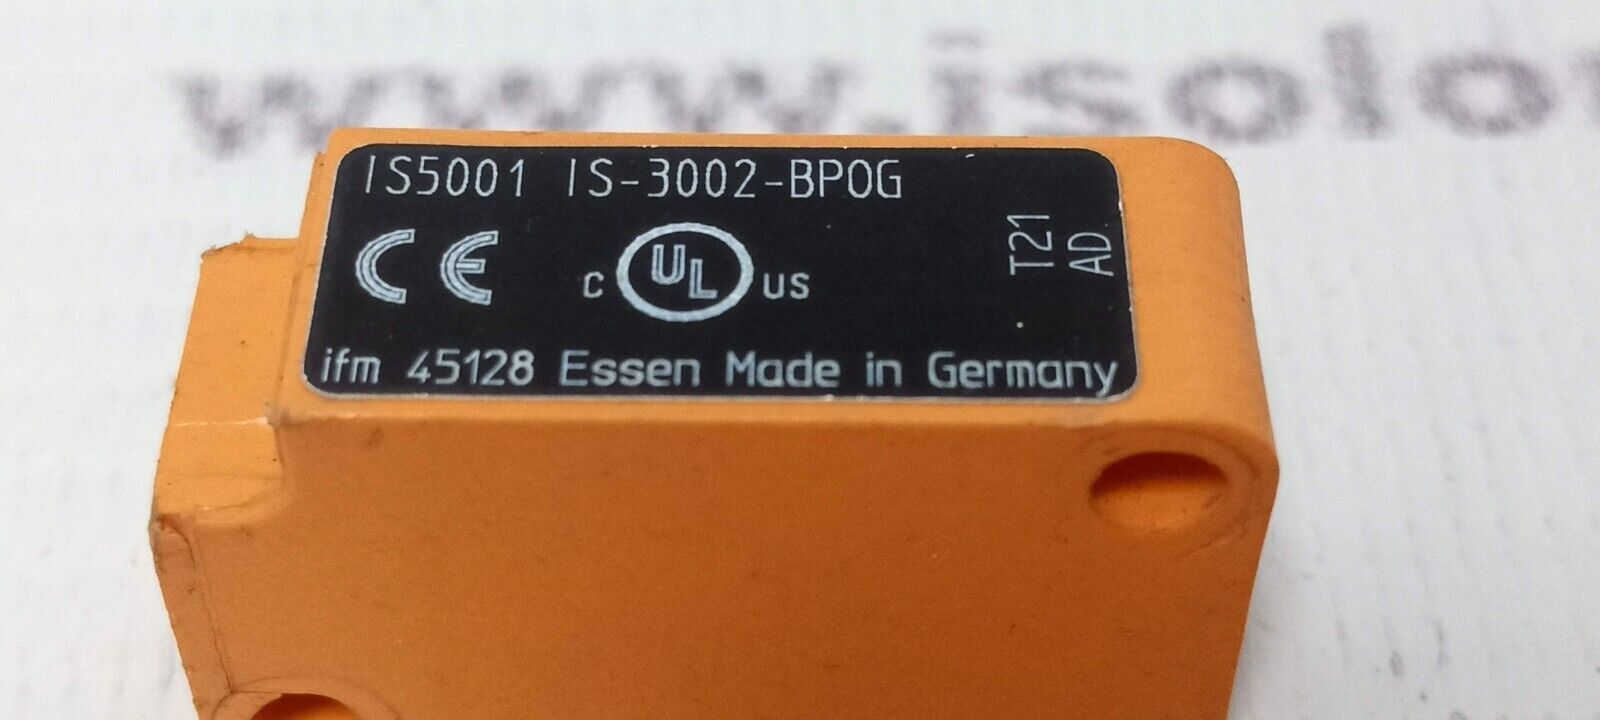 www.isolo
IS5001 IS-3002-BPOG
CE
C UL US
T21
AD
ifm 45128 Essen Made in Germany